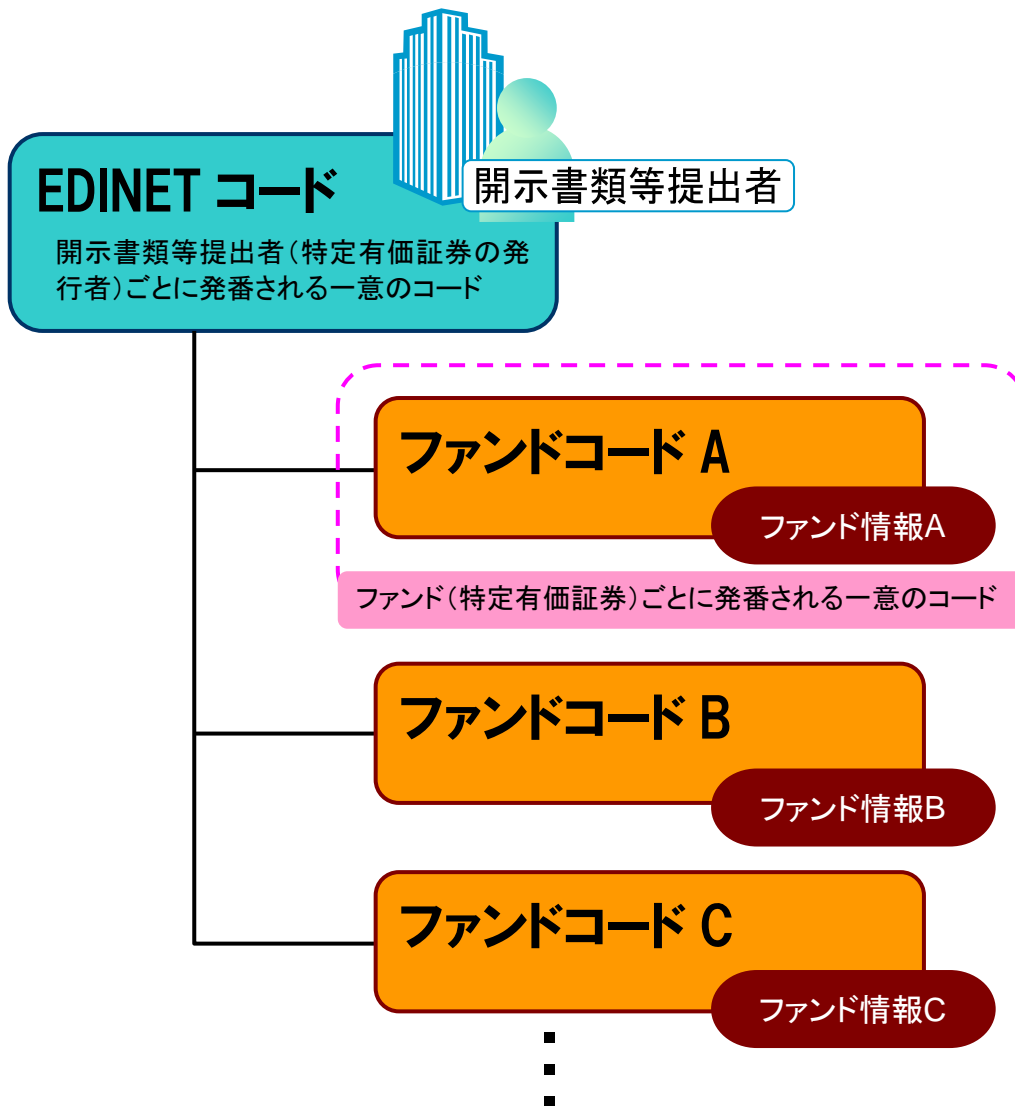 EDINET コード
開示書類等提出者
開示書類等提出者（特定有価証券の発
行者）ごとに発番される一意のコード
ファンドコード A
ファンド情報A
ファンド（特定有価証券）ごとに発番される一意のコード
ファンドコード B
ファンド情報B
ファンドコード C
ファンド情報C